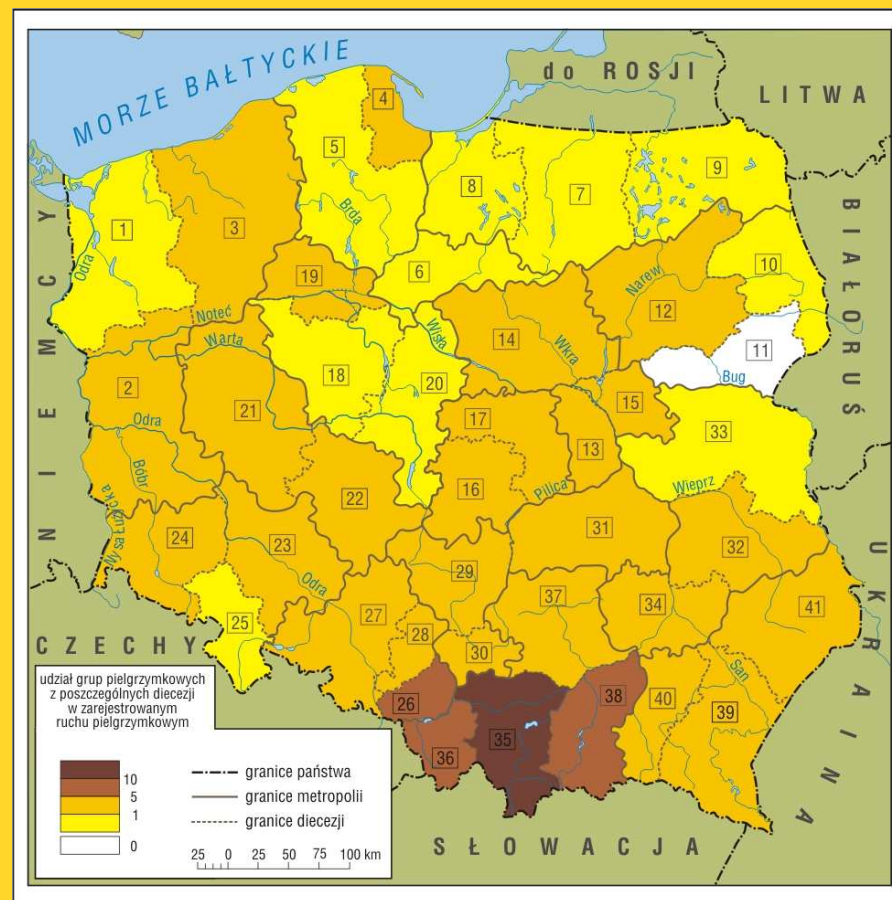 MORZE BAŁTYCKIE
do ROSJI
LITWA
BIAŁORUŚ
UKRAINA
SŁOWACJA
CZECHY
NIEMCY
4
5
9
8
7
1
3
Brda
Odra
6
10
19
Narew
12
Noteć
Wisła
14
Wkra
11
Warta
18
Bug
2
20
15
21
17
33
Odra
13
Bóbr
16
Pilica
Wieprz
22
Nysa Łużycka
31
24
23
32
29
Odra
37
34
41
27
25
28
30
San
26
38
40
39
35
36
udział grup pielgrzymkowych
z poszczególnych diecezji
w zarejestrowanym
ruchu pielgrzymkowym
10
5
1
0
granice państwa
granice metropolii
granice diecezji
25 0 25 50 75 100 km